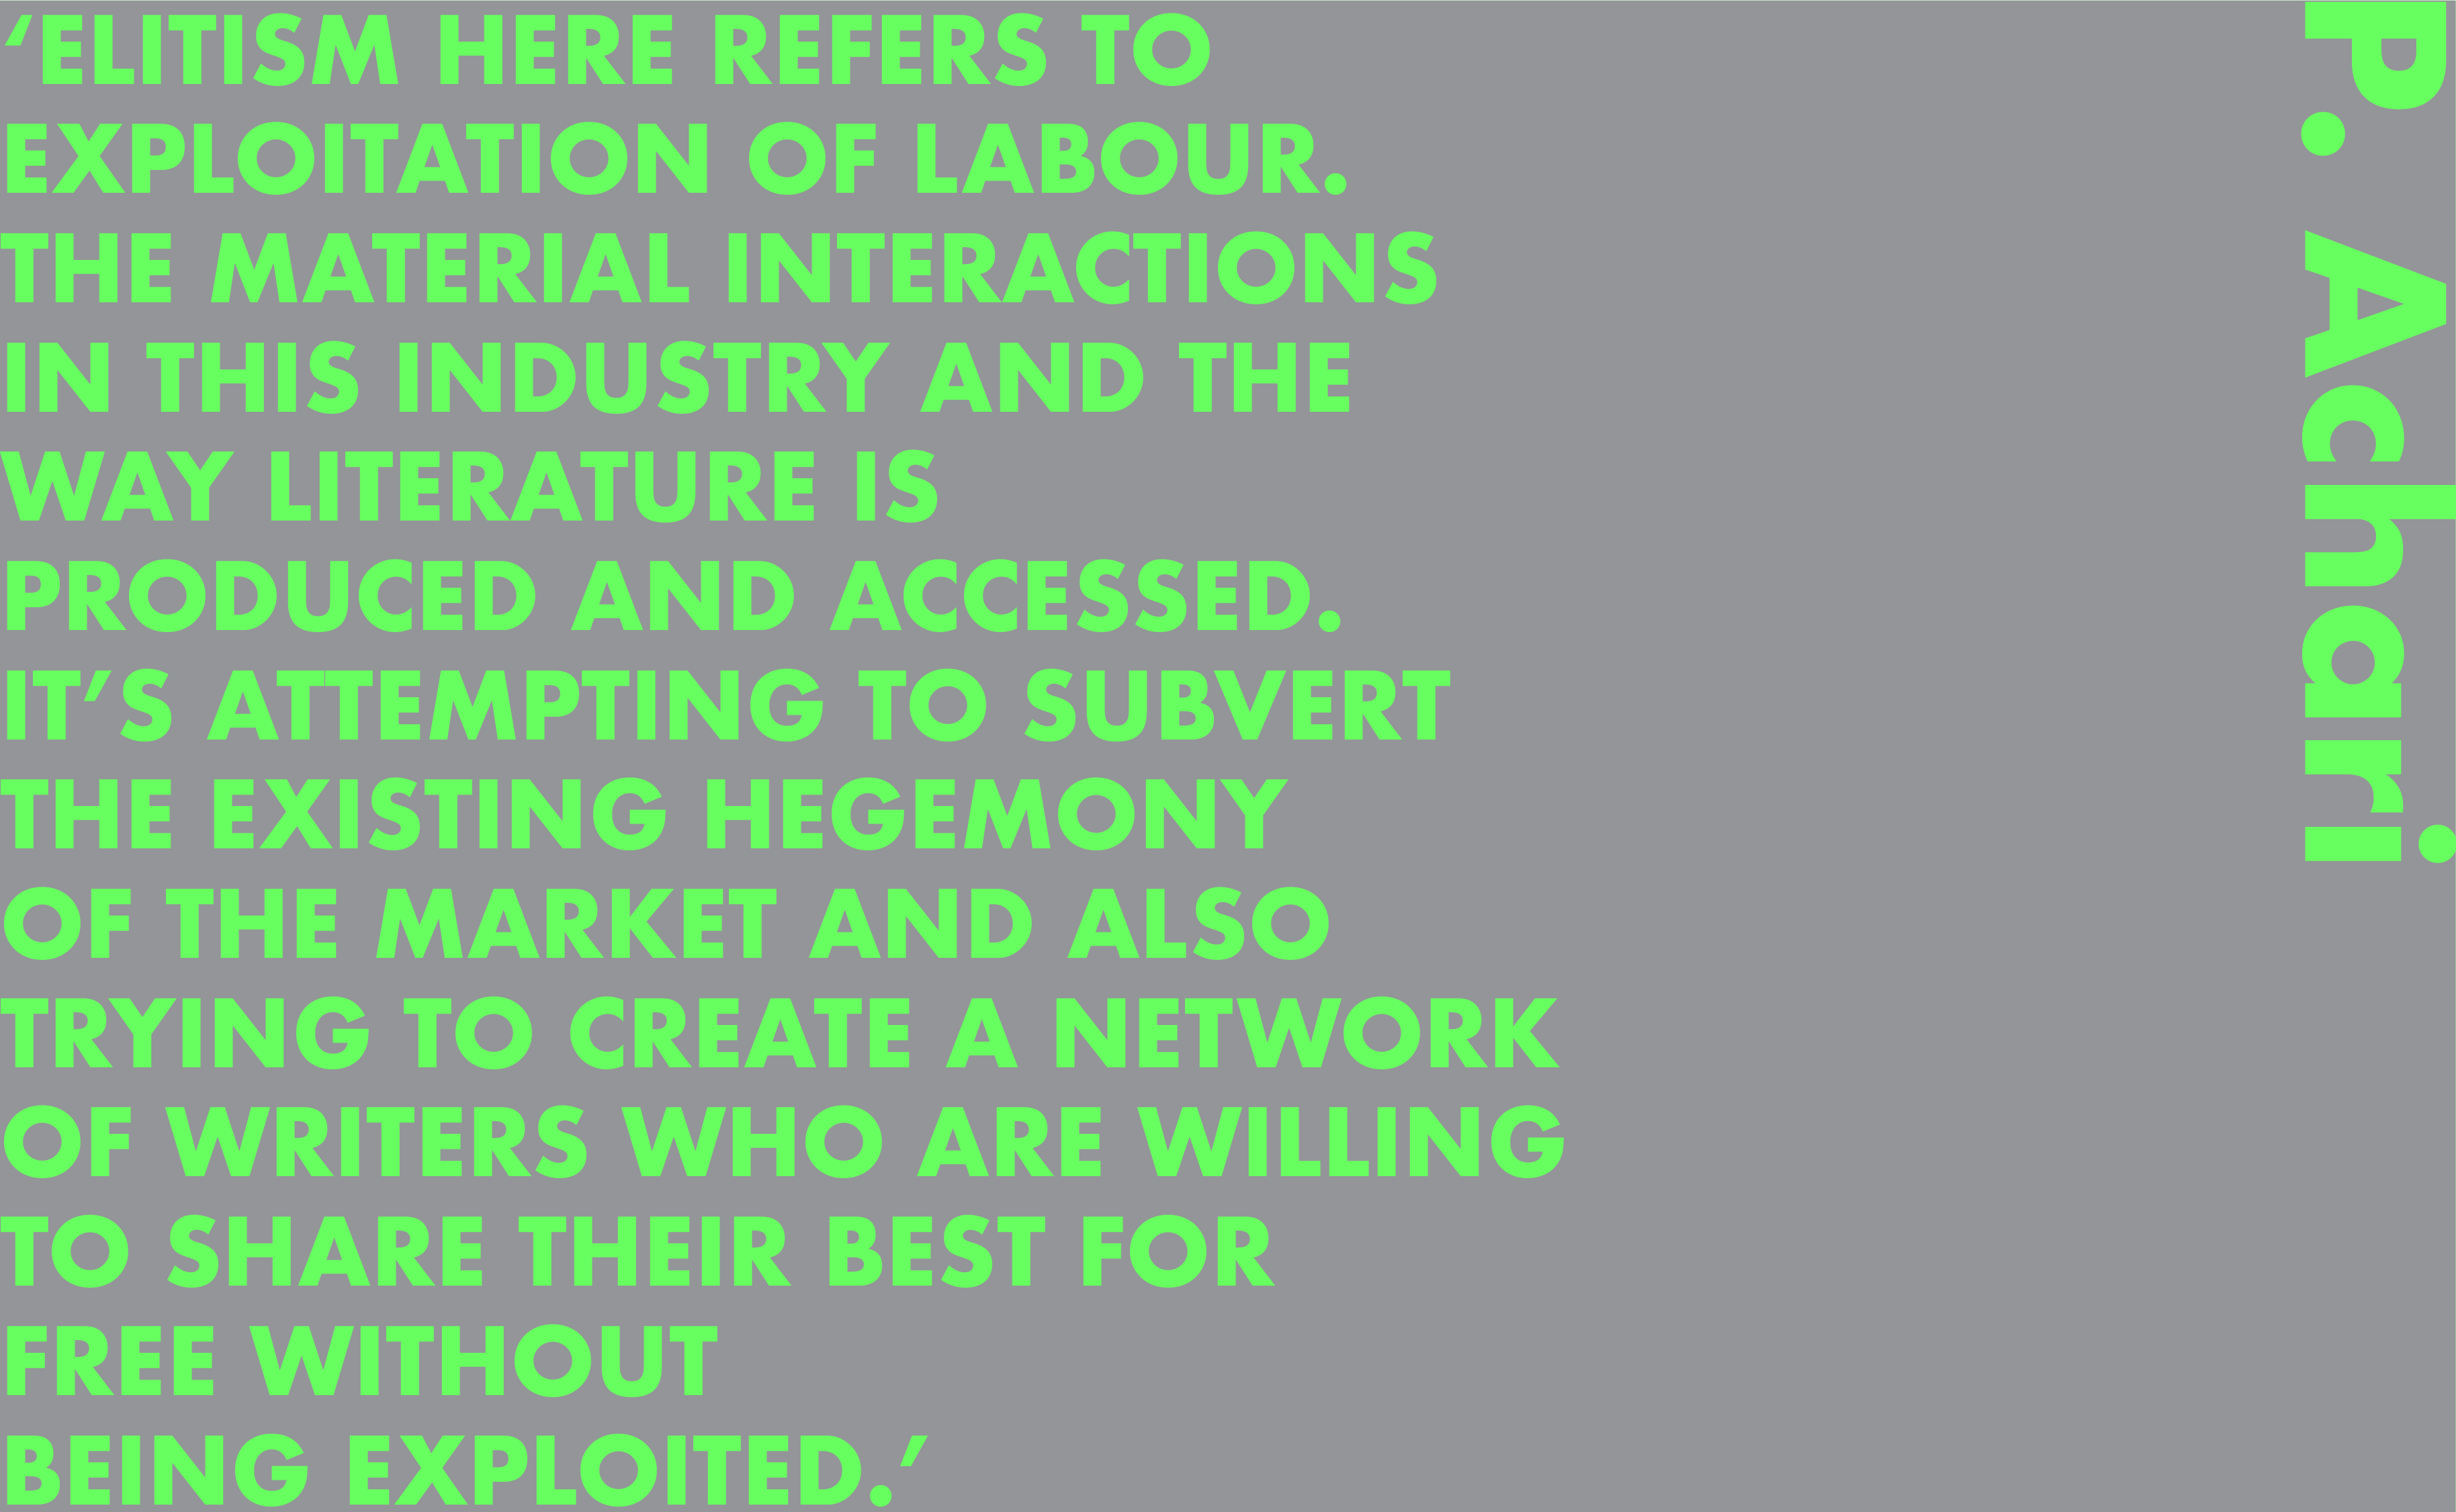 ‘ELITISM HERE REFERS TO
EXPLOITATION OF LABOUR.
THE MATERIAL INTERACTIONS
IN THIS INDUSTRY AND THE
WAY LITERATURE IS
PRODUCED AND ACCESSED.
IT’S ATTEMPTING TO SUBVERT
THE EXISTING HEGEMONY
OF THE MARKET AND ALSO
TRYING TO CREATE A NETWORK
OF WRITERS WHO ARE WILLING
TO SHARE THEIR BEST FOR
FREE WITHOUT
BEING EXPLOITED.’
P. Achari